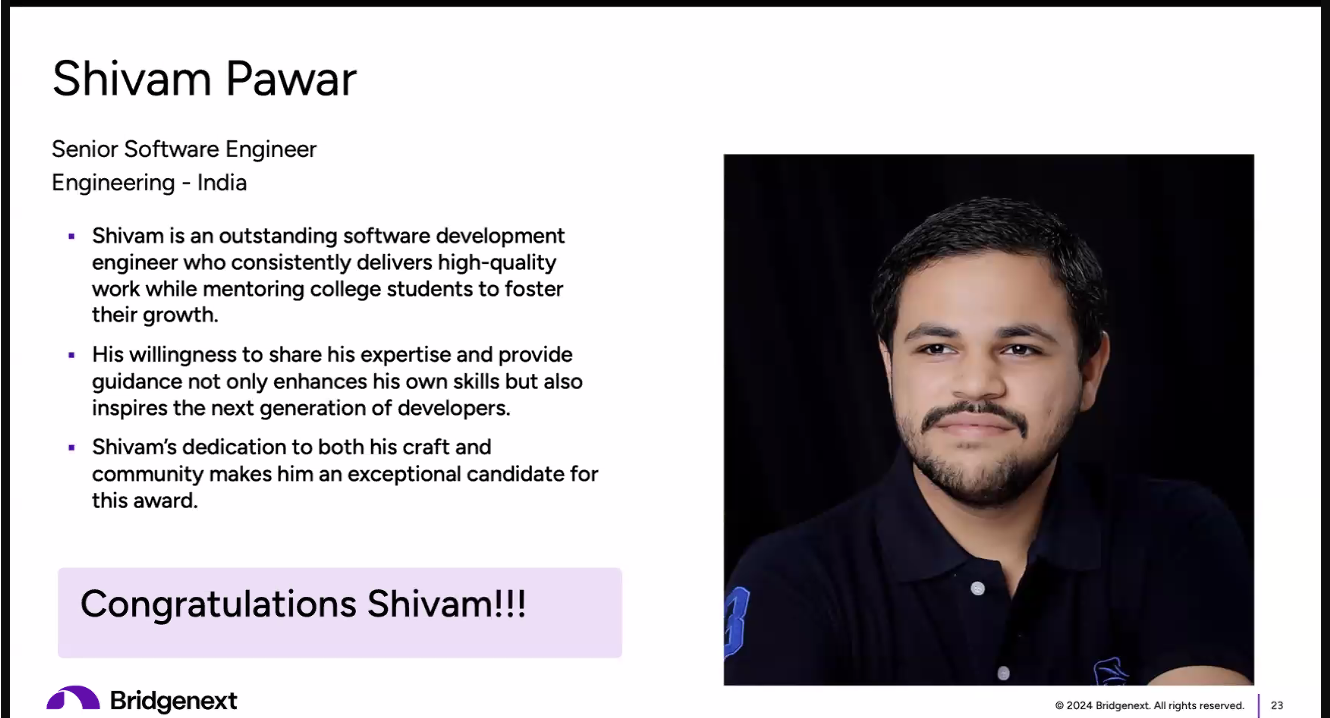 Shivam Pawar
Senior Software Engineer
Engineering - India
▪ Shivam is an outstanding software development
engineer who consistently delivers high-quality
work while mentoring college students to foster
their growth.
▪ His willingness to share his expertise and provide
guidance not only enhances his own skills but also
inspires the next generation of developers.
▪ Shivam’s dedication to both his craft and
community makes him an exceptional candidate for
this award.
Congratulations Shivam!!!
Bridgenext
© 2024 Bridgenext. All rights reserved. 23